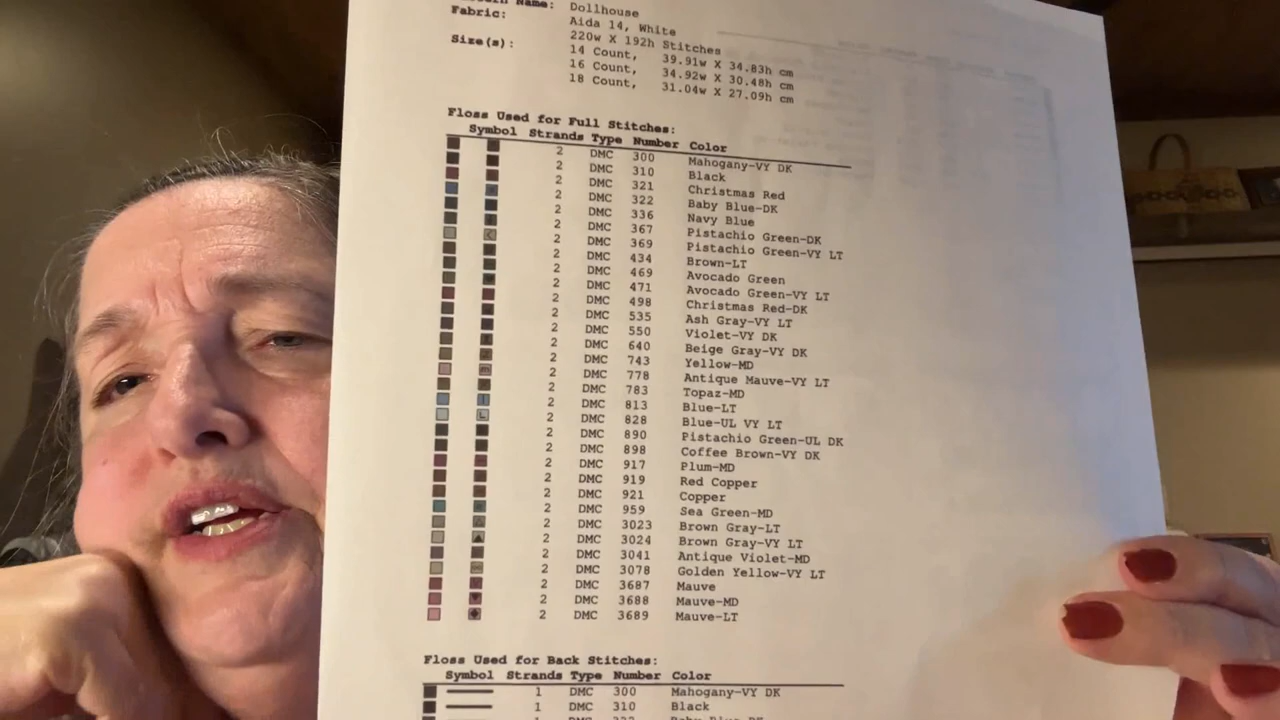 Name: Dollhouse
Fabric: Aida 14, White
220w X 192h Stitches
Size(s): 14 Count, 39.91w X 34.83h cm
16 Count, 34.92w X 30.48h cm
18 Count, 31.04w X 27.09h cm
Floss Used for Full Stitches:
Symbol Strands Type Number Color
2 DMC 300 Mahogany-VY DK
2 DMC 310 Black
2 DMC 321 Christmas Red
2 DMC 322 Baby Blue-DK
2 DMC 336 Navy Blue
2 DMC 367 Pistachio Green-DK
2 DMC 369 Pistachio Green-VY LT
2 DMC 434 Brown-LT
2 DMC 469 Avocado Green
2 DMC 471 Avocado Green-VY LT
2 DMC 498 Christmas Red-DK
2 DMC 535 Ash Gray-VY LT
2 DMC 550 Violet-VY DK
2 DMC 640 Beige Gray-VY DK
2 DMC 743 Yellow-MD
2 DMC 778 Antique Mauve-VY LT
2 DMC 783 Topaz-MD
2 DMC 813 Blue-LT
2 DMC 828 Blue-UL VY LT
2 DMC 890 Pistachio Green-UL DK
2 DMC 898 Coffee Brown-VY DK
2 DMC 917 Plum-MD
2 DMC 919 Red Copper
2 DMC 921 Copper
2 DMC 959 Sea Green-MD
2 DMC 3023 Brown Gray-LT
2 DMC 3024 Brown Gray-VY LT
2 DMC 3041 Antique Violet-MD
2 DMC 3078 Golden Yellow-VY LT
2 DMC 3687 Mauve
2 DMC 3688 Mauve-MD
2 DMC 3689 Mauve-LT
Floss Used for Back Stitches:
Symbol Strands Type Number Color
1 DMC 300 Mahogany-VY DK
1 DMC 310 Black